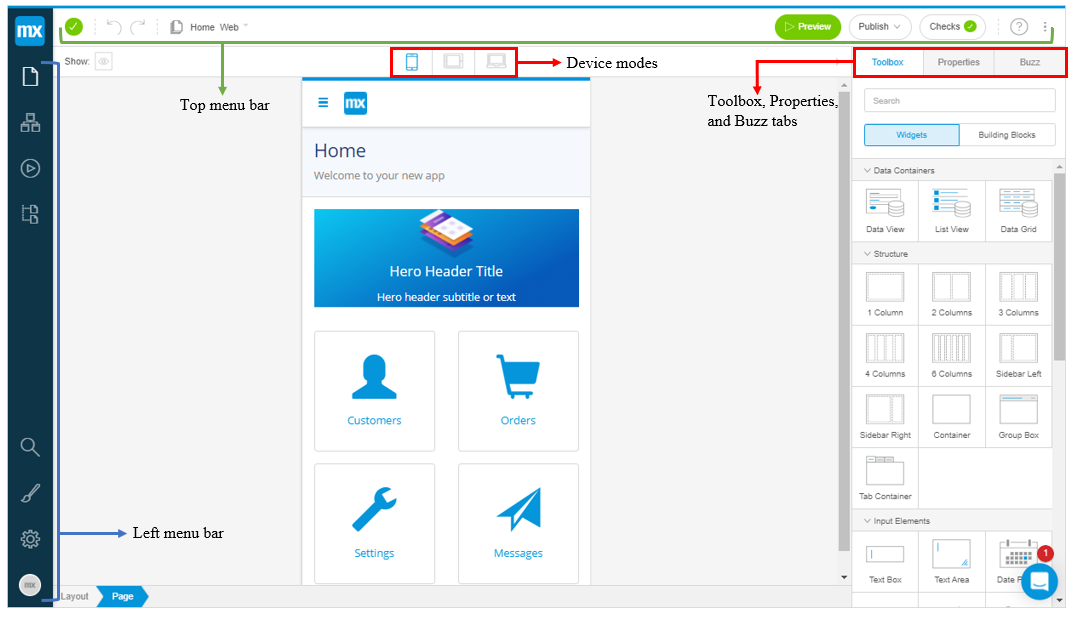 mx
Home Web
Preview
Publish
Checks
?
Show:
Device modes
Toolbox
Properties
Buzz
Top menu bar
Toolbox, Properties,
and Buzz tabs
mx
Search
Widgets
Building Blocks
Home
Welcome to your new app
Data Containers
Data View
List View
Data Grid
Hero Header Title
Hero header subtitle or text
Structure
1 Column
2 Columns
3 Columns
4 Columns
6 Columns
Sidebar Left
Customers
Orders
Sidebar Right
Container
Group Box
Tab Container
Left menu bar
Settings
Messages
Input Elements
Text Box
Text Area
Date
1
mx
Layout
Page